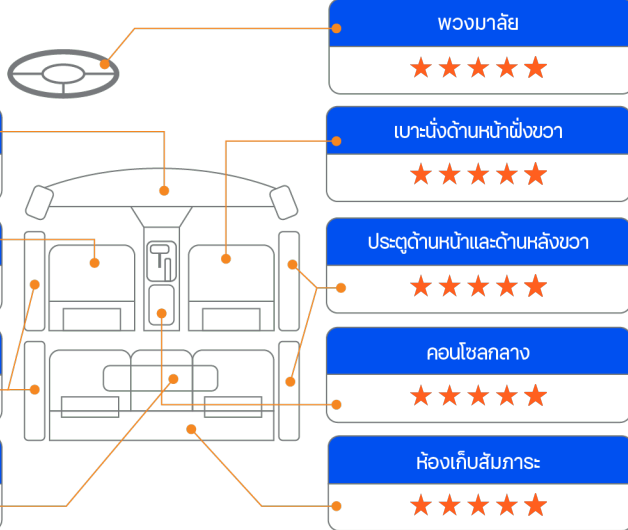 พวงมาลัย
เบาะนั่งด้านหน้าฝั่งขวา
ประตูด้านหน้าและด้านหลังขวา
คอนโซลกลาง
ห้องเก็บสัมภาระ